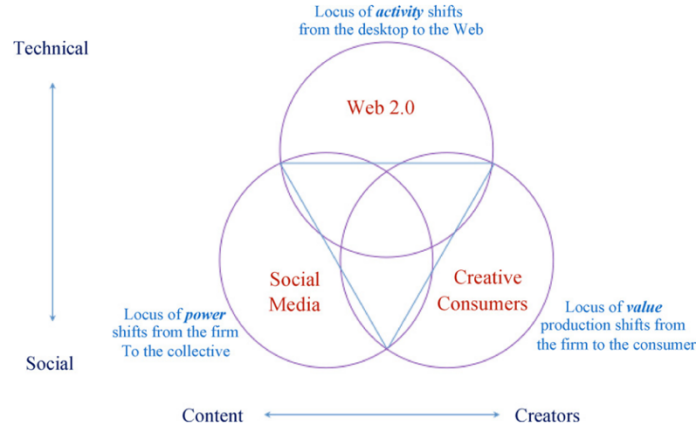 Locus of activity shifts
from the desktop to the Web
Technical
Web 2.0
Social
Media
Creative
Consumers
Locus of power
shifts from the firm
To the collective
Locus of value
production shifts from
the firm to the consumer
Social
Content
Creators